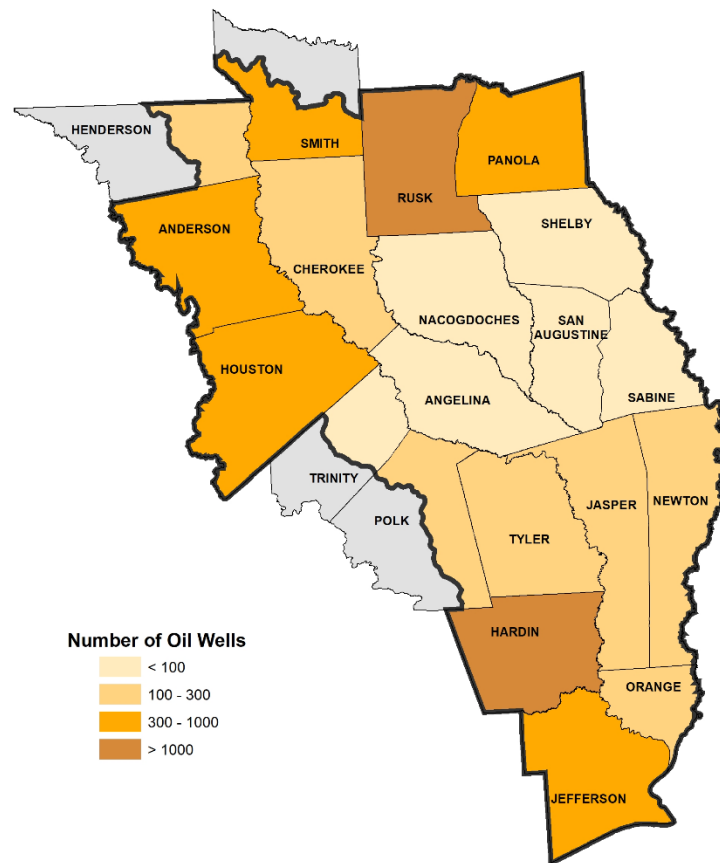 HENDERSON
SMITH
PANOLA
RUSK
SHELBY
ANDERSON
CHEROKEE
NACOGDOCHES
SAN
AUGUSTINE
HOUSTON
SABINE
ANGELINA
TRINITY
JASPER
NEWTON
POLK
TYLER
HARDIN
ORANGE
JEFFERSON
Number of Oil Wells
< 100
100 - 300
300 - 1000
> 1000